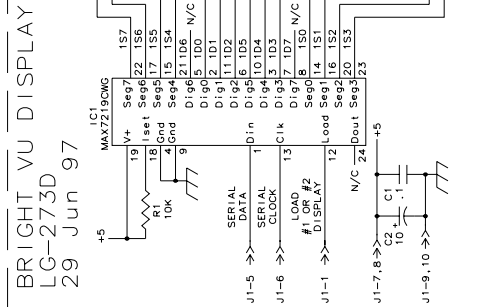 BRIGHT VU DISPLAY
LG-273D
29 Jun 97
IC1
MAX7219CWG
1S7
1S6
1S5
1S4
1D6
N/C
1D0
1D1
1D2
1D5
1D4
1D3
1D7
N/C
1S0
1S1
1S2
1S3
22
17
15
21
5
2
11
6
10
3
7
8
14
16
20
23
Seg7
Seg6
Seg5
Seg4
Dig6
Dig0
Dig1
Dig2
Dig5
Dig4
Dig3
Dig7
Seg0
Seg1
Seg2
Seg3
V+
Iset
Gnd
Gnd
Din
Clk
Load
Dout
19
18
4
9
1
13
12
24
N/C
+5
R1
10K
SERIAL
DATA
SERIAL
CLOCK
LOAD
#1 OR #2
DISPLAY
+5
C1
.1
C2
+
10
J1-5
J1-6
J1-1
J1-7,8
J1-9,10